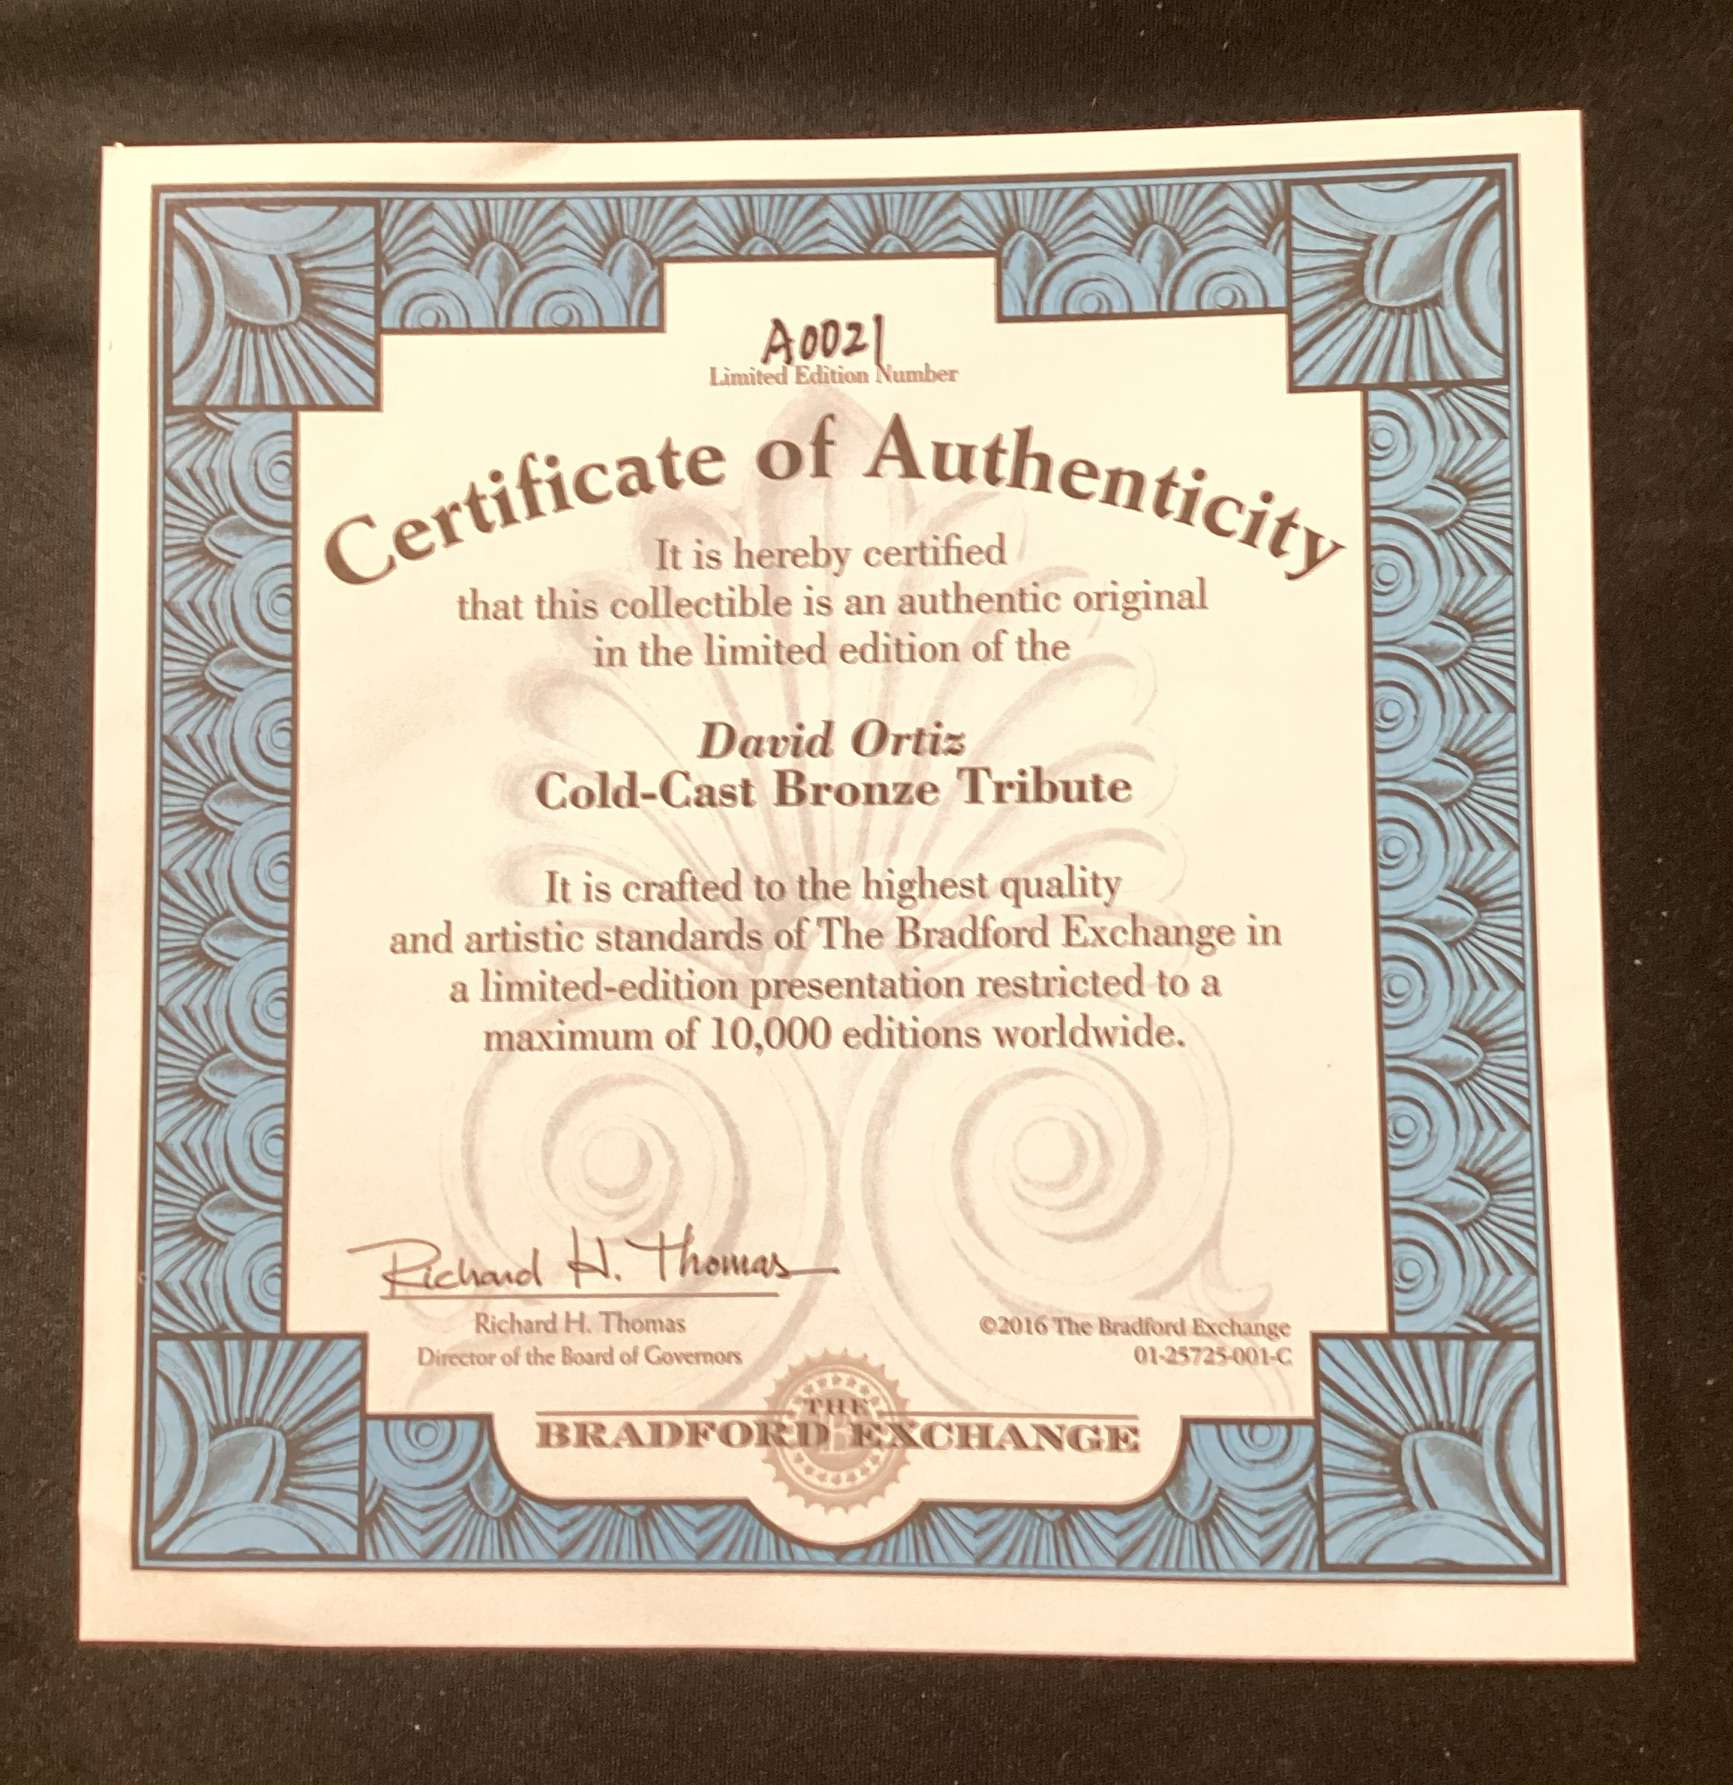 A0021
Limited Edition Number
Certificate of Authenticity
It is hereby certified
that this collectible is an authentic original
in the limited edition of the
David Ortiz
Cold-Cast Bronze Tribute
It is crafted to the highest quality
and artistic standards of The Bradford Exchange in
a limited-edition presentation restricted to a
maximum of 10,000 editions worldwide.
Richard H. Thomas
Richard H. Thomas
Director of the Board of Governors
©2016 The Bradford Exchange
01-25725-001-C
THE
BRADFORD EXCHANGE